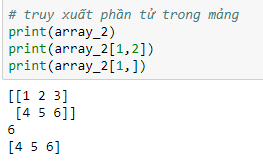 # truy xuất phần tử trong mảng
print(array_2)
print(array_2[1,2])
print(array_2[1,])
[[1 2 3]
 [4 5 6]]
6
[4 5 6]